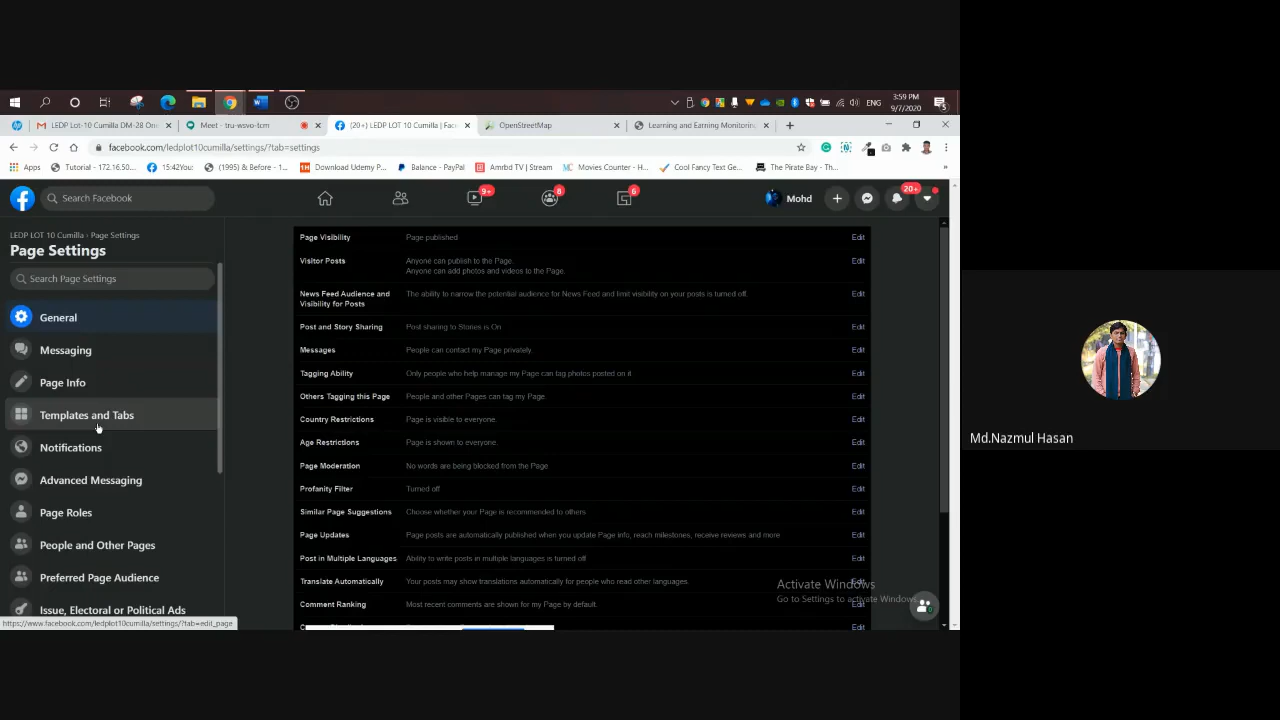 3:59 PM
ENG
9/7/2020
LEDP Lot-10 Cumilla DM-28 One
Meet - tru-wsvo-tcm
(20+) LEDP LOT 10 Cumilla | Fac
OpenStreetMap
Learning and Earning Monitorin
facebook.com/ledplot10cumilla/settings/?tab=settings
Apps
Tutorial - 172.16.50...
15:42You:
(1995) & Before - 1...
Download Udemy P...
Balance - PayPal
Amrbd TV | Stream
Movies Counter - H...
Cool Fancy Text Ge...
The Pirate Bay - Th...
Search Facebook
9+
8
6
Mohd
20+
LEDP LOT 10 Cumilla › Page Settings
Page Settings
Search Page Settings
General
Messaging
Page Info
Templates and Tabs
Notifications
Advanced Messaging
Page Roles
People and Other Pages
Preferred Page Audience
Issue, Electoral or Political Ads
https://www.facebook.com/ledplot10cumilla/settings/?tab=edit_page
Page Visibility Page published Edit
Visitor Posts Anyone can publish to the Page. Edit
Anyone can add photos and videos to the Page.
News Feed Audience and The ability to narrow the potential audience for News Feed and limit visibility on your posts is turned off. Edit
Visibility for Posts
Post and Story Sharing Post sharing to Stories is On Edit
Messages People can contact my Page privately. Edit
Tagging Ability Only people who help manage my Page can tag photos posted on it Edit
Others Tagging this Page People and other Pages can tag my Page. Edit
Country Restrictions Page is visible to everyone. Edit
Age Restrictions Page is shown to everyone. Edit
Page Moderation No words are being blocked from the Page Edit
Profanity Filter Turned off Edit
Similar Page Suggestions Choose whether your Page is recommended to others Edit
Page Updates Page posts are automatically published when you update Page info, reach milestones, receive reviews and more Edit
Post in Multiple Languages Ability to write posts in multiple languages is turned off Edit
Translate Automatically Your posts may show translations automatically for people who read other languages. Edit
Comment Ranking Most recent comments are shown for my Page by default. Edit
Edit
Activate Windows
Go to Settings to activate Windows.
Md.Nazmul Hasan